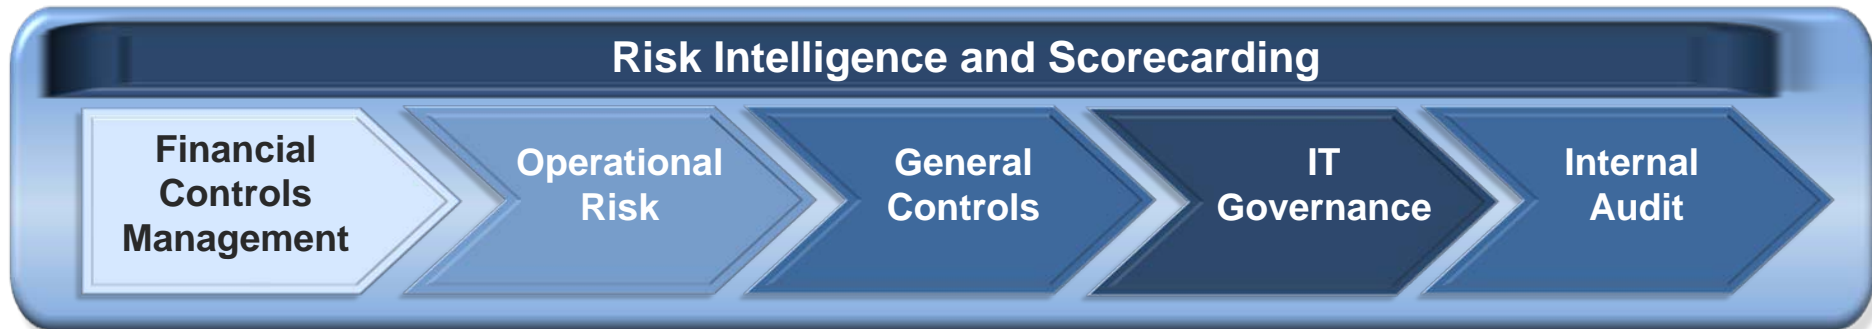 Risk Intelligence and Scorecarding
Financial
Controls
Management
Operational
Risk
General
Controls
IT
Governance
Internal
Audit